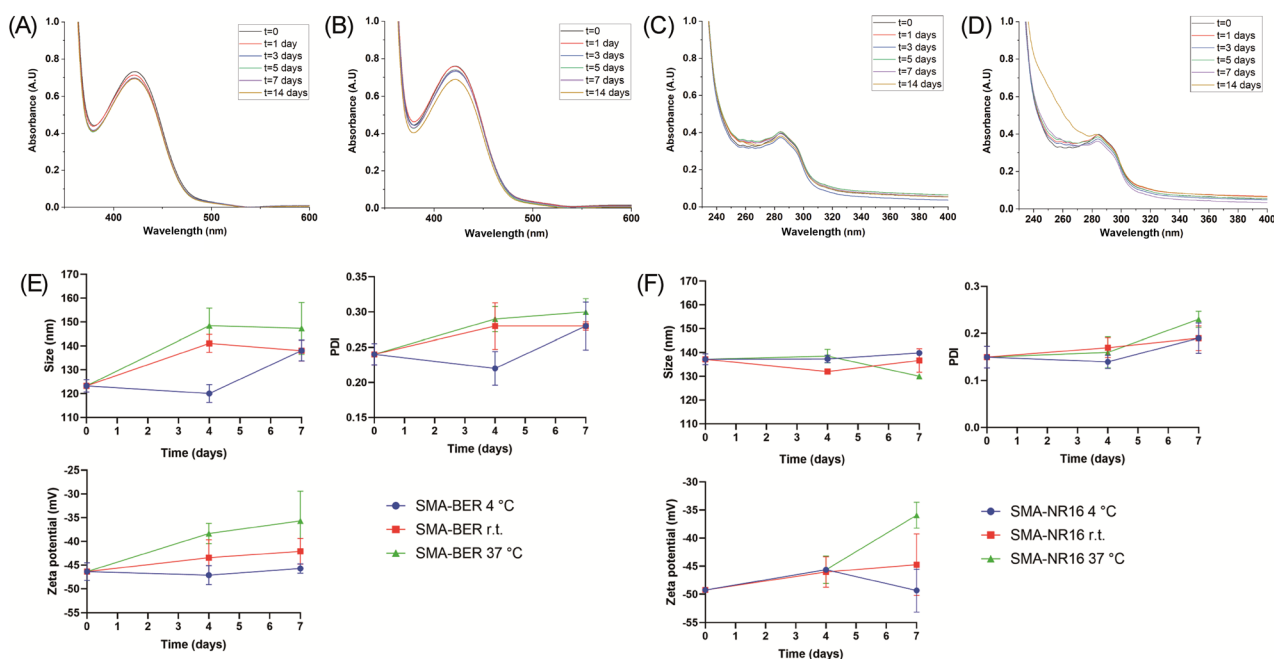 (A)
Absorbance (A.U)
1.0
0.8
0.6
0.4
0.2
0.0
400
500
600
Wavelength (nm)
t=0
t=1 day
t=3 days
t=5 days
t=7 days
t=14 days
(B)
Absorbance (A.U)
1.0
0.8
0.6
0.4
0.2
0.0
400
500
600
Wavelength (nm)
t=0
t=1 day
t=3 days
t=5 days
t=7 days
t=14 days
(C)
Absorbance (A.U)
1.0
0.8
0.6
0.4
0.2
0.0
240 260 280 300 320 340 360 380 400
Wavelength (nm)
t=0
t=1 days
t=3 days
t=5 days
t=7 days
t=14 days
(D)
Absorbance (A.U)
1.0
0.8
0.6
0.4
0.2
0.0
240 260 280 300 320 340 360 380 400
Wavelength (nm)
t=0
t=1 days
t=3 days
t=5 days
t=7 days
t=14 days
(E)
Size (nm)
170
160
150
140
130
120
110
0 1 2 3 4 5 6 7
Time (days)
PDI
0.35
0.30
0.25
0.20
0.15
0 1 2 3 4 5 6 7
Time (days)
Zeta potential (mV)
-25
-30
-35
-40
-45
-50
-55
0 1 2 3 4 5 6 7
Time (days)
SMA-BER 4 °C
SMA-BER r.t.
SMA-BER 37 °C
(F)
Size (nm)
170
160
150
140
130
120
110
0 1 2 3 4 5 6 7
Time (days)
PDI
0.3
0.2
0.1
0.0
0 1 2 3 4 5 6 7
Time (days)
Zeta potential (mV)
-30
-35
-40
-45
-50
-55
0 1 2 3 4 5 6 7
Time (days)
SMA-NR16 4 °C
SMA-NR16 r.t.
SMA-NR16 37 °C